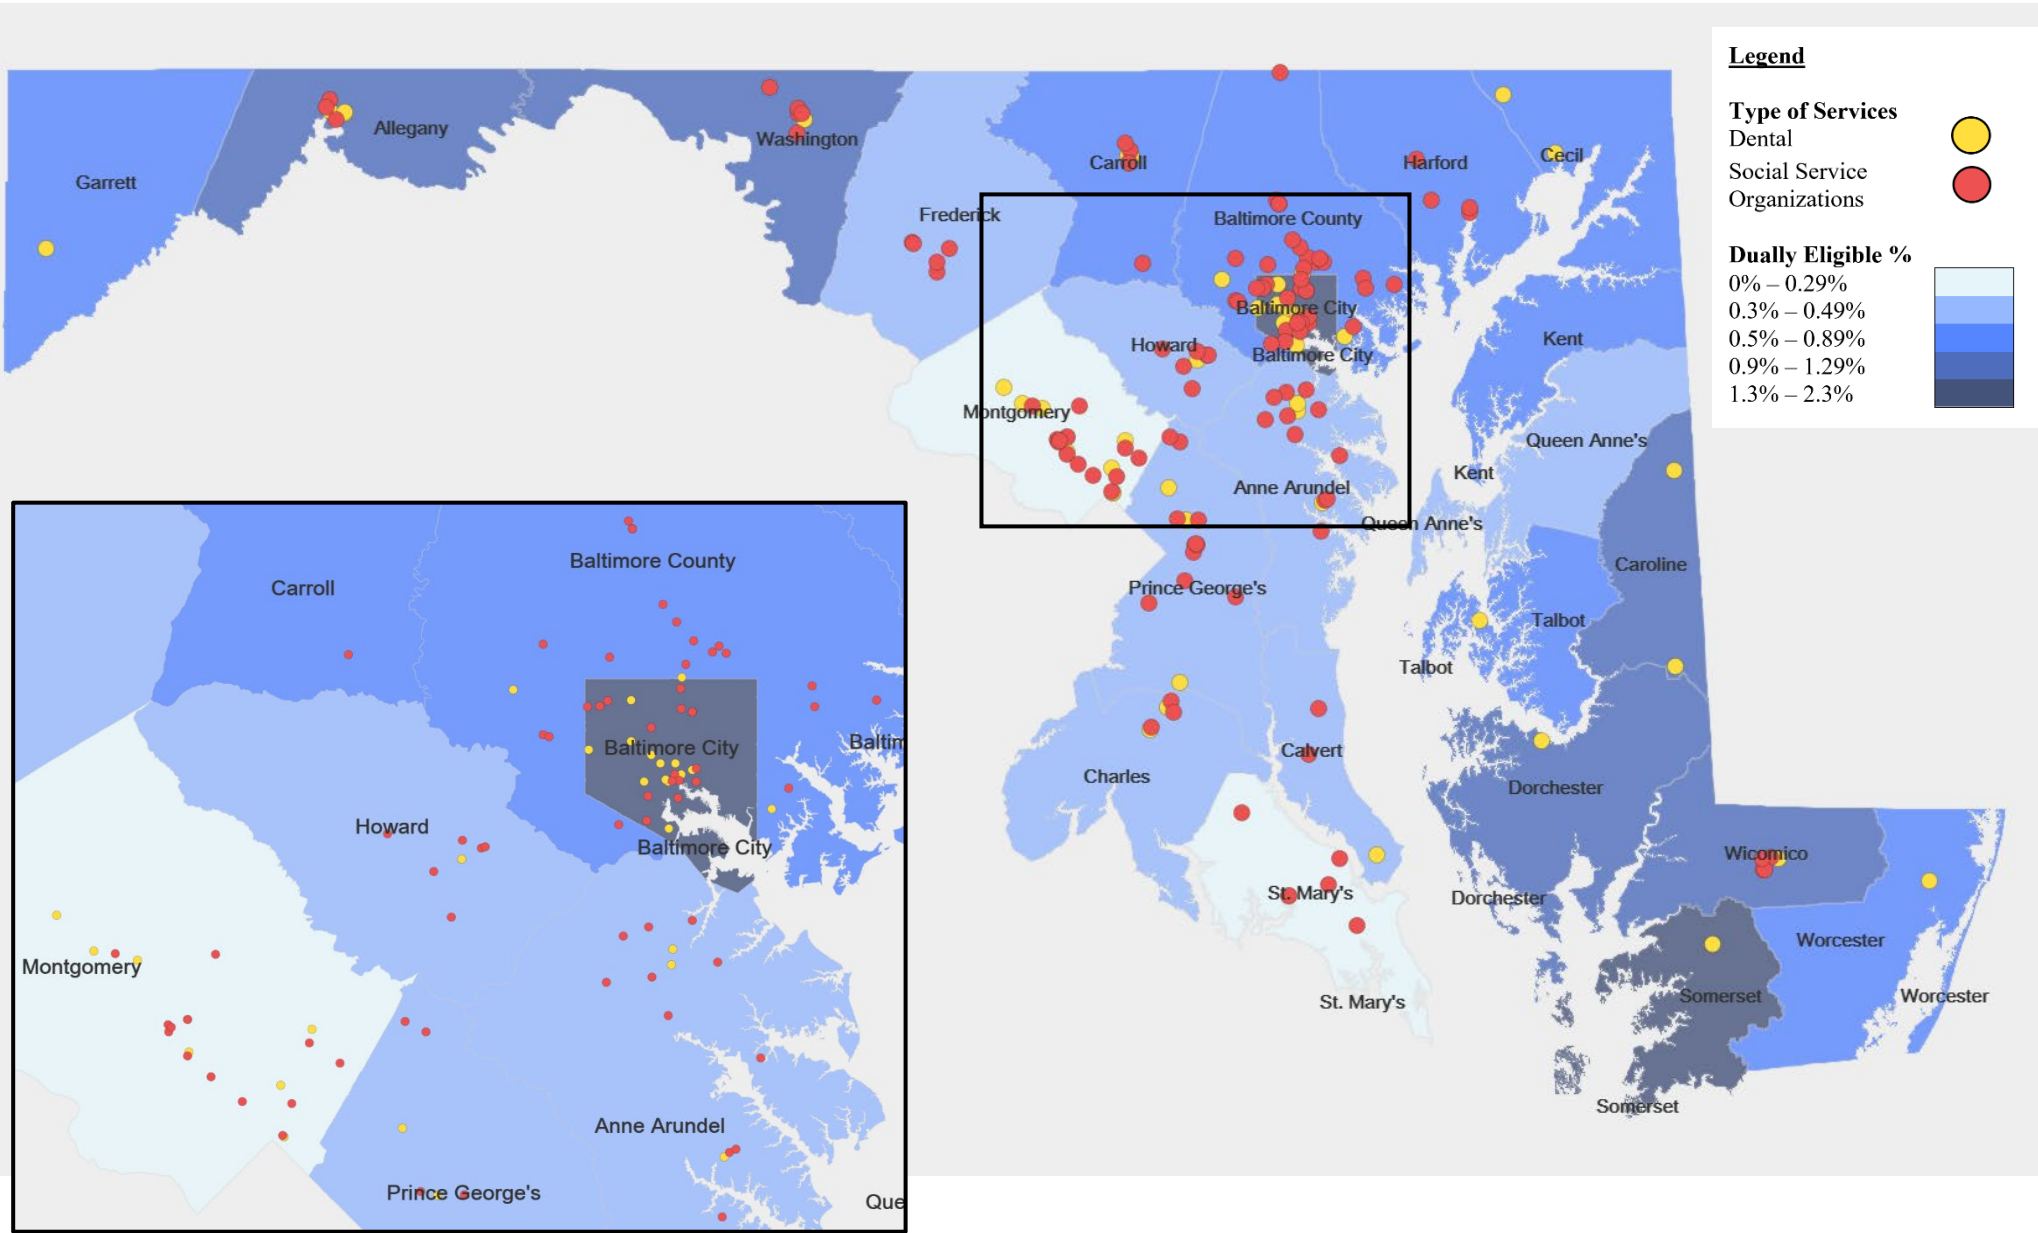 Legend
Type of Services
Dental
Social Service
Organizations
Dually Eligible %
0% – 0.29%
0.3% – 0.49%
0.5% – 0.89%
0.9% – 1.29%
1.3% – 2.3%
Garrett
Allegany
Washington
Frederick
Carroll
Baltimore County
Harford
Cecil
Baltimore City
Baltimore City
Howard
Montgomery
Anne Arundel
Kent
Kent
Queen Anne's
Queen Anne's
Caroline
Talbot
Talbot
Prince George's
Calvert
Charles
St. Mary's
St. Mary's
Dorchester
Dorchester
Wicomico
Worcester
Worcester
Somerset
Somerset
Carroll
Baltimore County
Baltimore City
Baltim
Howard
Baltimore City
Montgomery
Anne Arundel
Prince George's
Que